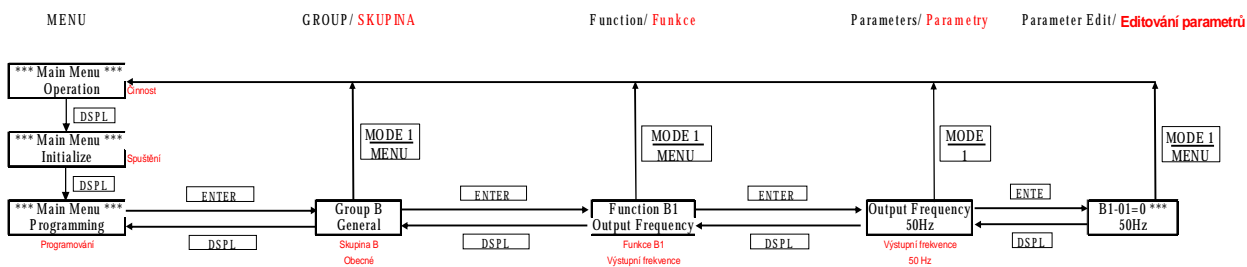 MENU GROUP/ SKUPINA Function/ Funkce Parameters/ Parametry Parameter Edit/ Editování parametrů
*** Main Menu ***
Operation
Činnost
DSPL
*** Main Menu ***
Initialize
Spuštění
MODE 1
MENU
MODE 1
MENU
MODE
1
MODE 1
MENU
DSPL
*** Main Menu ***
Programming
Programování
ENTER
DSPL
Group B
General
Skupina B
Obecné
ENTER
DSPL
Function B1
Output Frequency
Funkce B1
Výstupní frekvence
ENTER
DSPL
Output Frequency
50Hz
Výstupní frekvence
50 Hz
ENTE
DSPL
B1-01=0 ***
50Hz